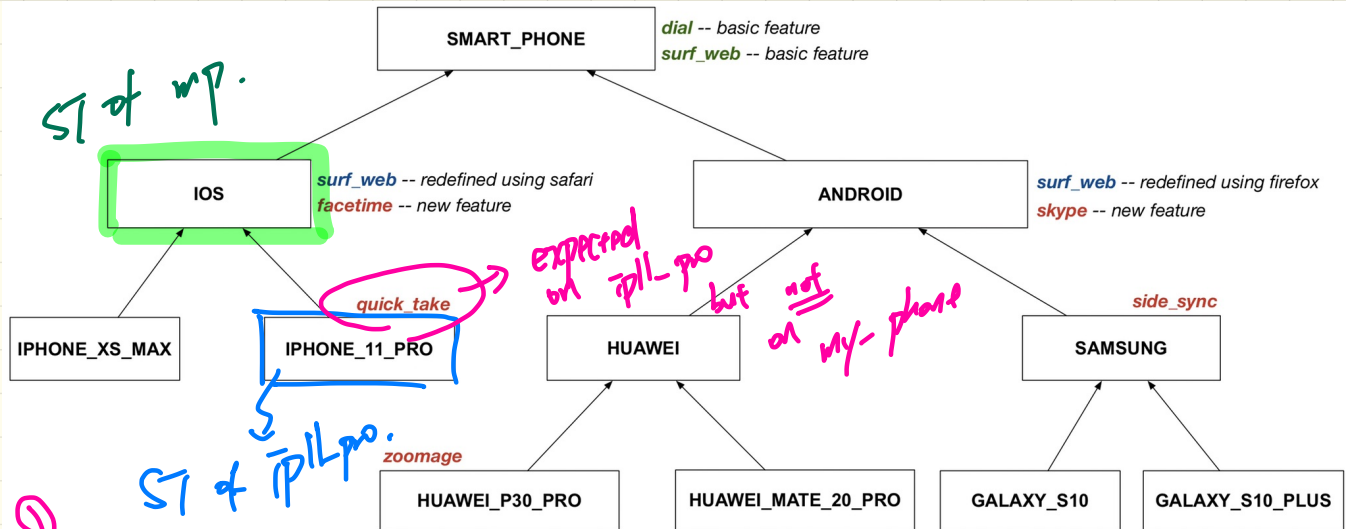 SMART_PHONE
dial -- basic feature
surf_web -- basic feature
ST of mp.
IOS
surf_web -- redefined using safari
facetime -- new feature
ANDROID
surf_web -- redefined using firefox
skype -- new feature
expected
on ip11_pro
but not
on my_phone
quick_take
side_sync
IPHONE_XS_MAX
IPHONE_11_PRO
HUAWEI
SAMSUNG
ST of ip11_pro.
zoomage
HUAWEI_P30_PRO
HUAWEI_MATE_20_PRO
GALAXY_S10
GALAXY_S10_PLUS